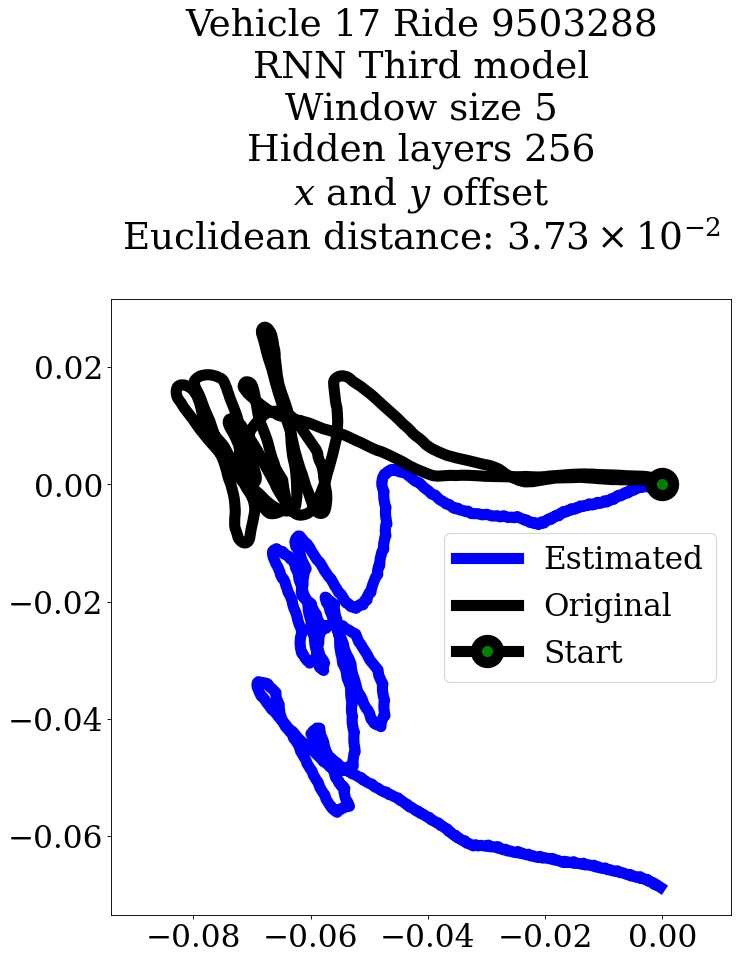 Vehicle 17 Ride 9503288
RNN Third model
Window size 5
Hidden layers 256
x and y offset
Euclidean distance: 3.73 × 10⁻²
0.02
0.00
−0.02
−0.04
−0.06
Estimated
Original
Start
−0.08 −0.06 −0.04 −0.02 0.00